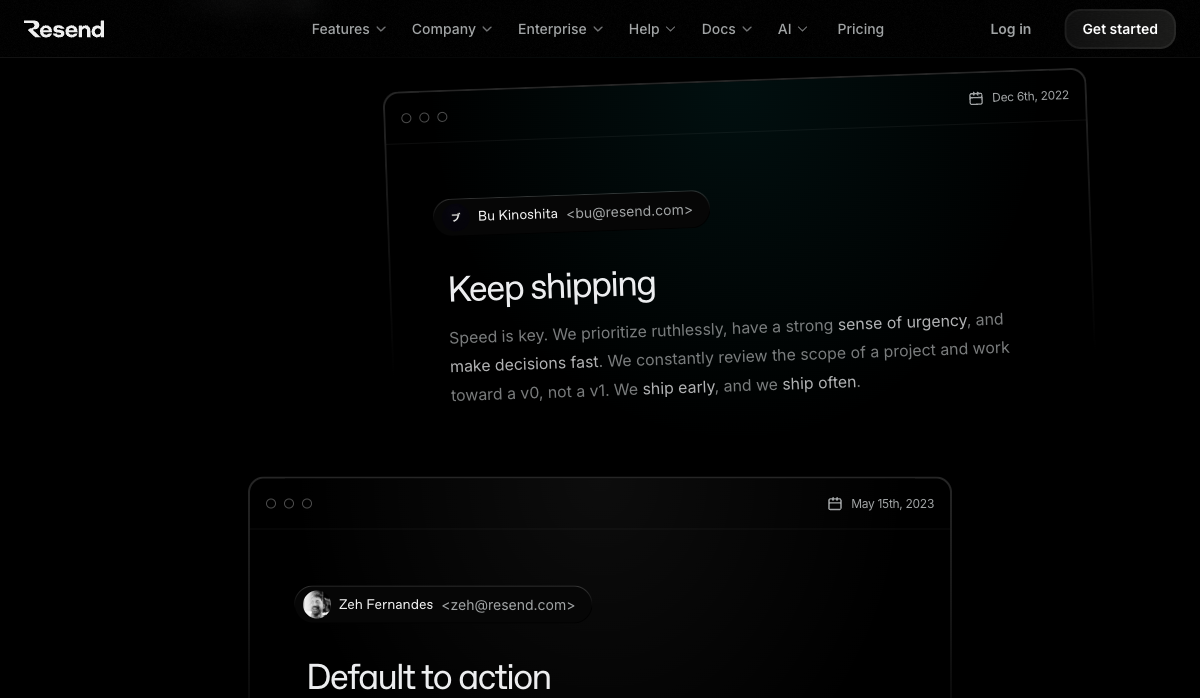 Resend
Features Company Enterprise Help Docs AI Pricing Log in Get started
Dec 6th, 2022
Bu Kinoshita <bu@resend.com>
Keep shipping
Speed is key. We prioritize ruthlessly, have a strong sense of urgency, and
make decisions fast. We constantly review the scope of a project and work
toward a v0, not a v1. We ship early, and we ship often.
May 15th, 2023
Zeh Fernandes <zeh@resend.com>
Default to action